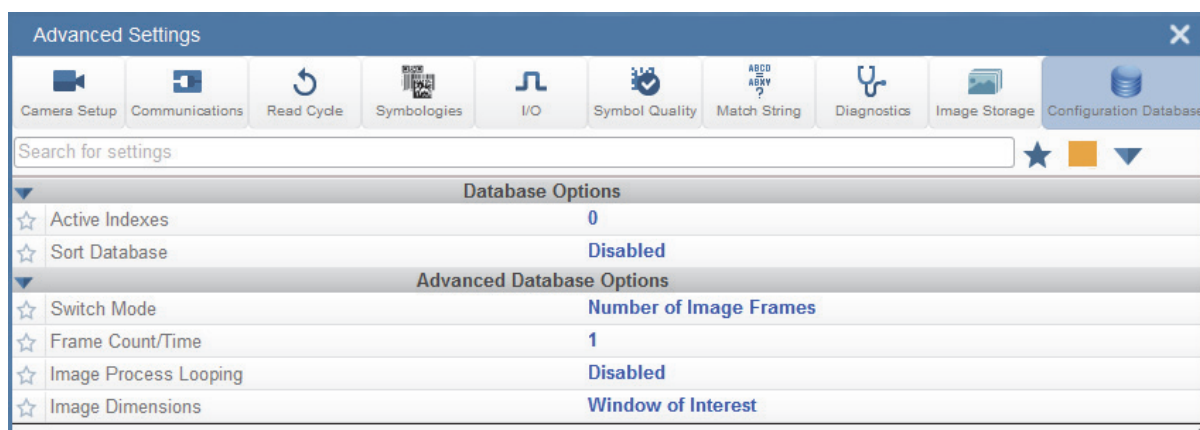 Advanced Settings
Camera Setup Communications Read Cycle Symbologies I/O Symbol Quality Match String Diagnostics Image Storage Configuration Database
ABCD
ABXY
?
Search for settings
Database Options
Active Indexes 0
Sort Database Disabled
Advanced Database Options
Switch Mode Number of Image Frames
Frame Count/Time 1
Image Process Looping Disabled
Image Dimensions Window of Interest